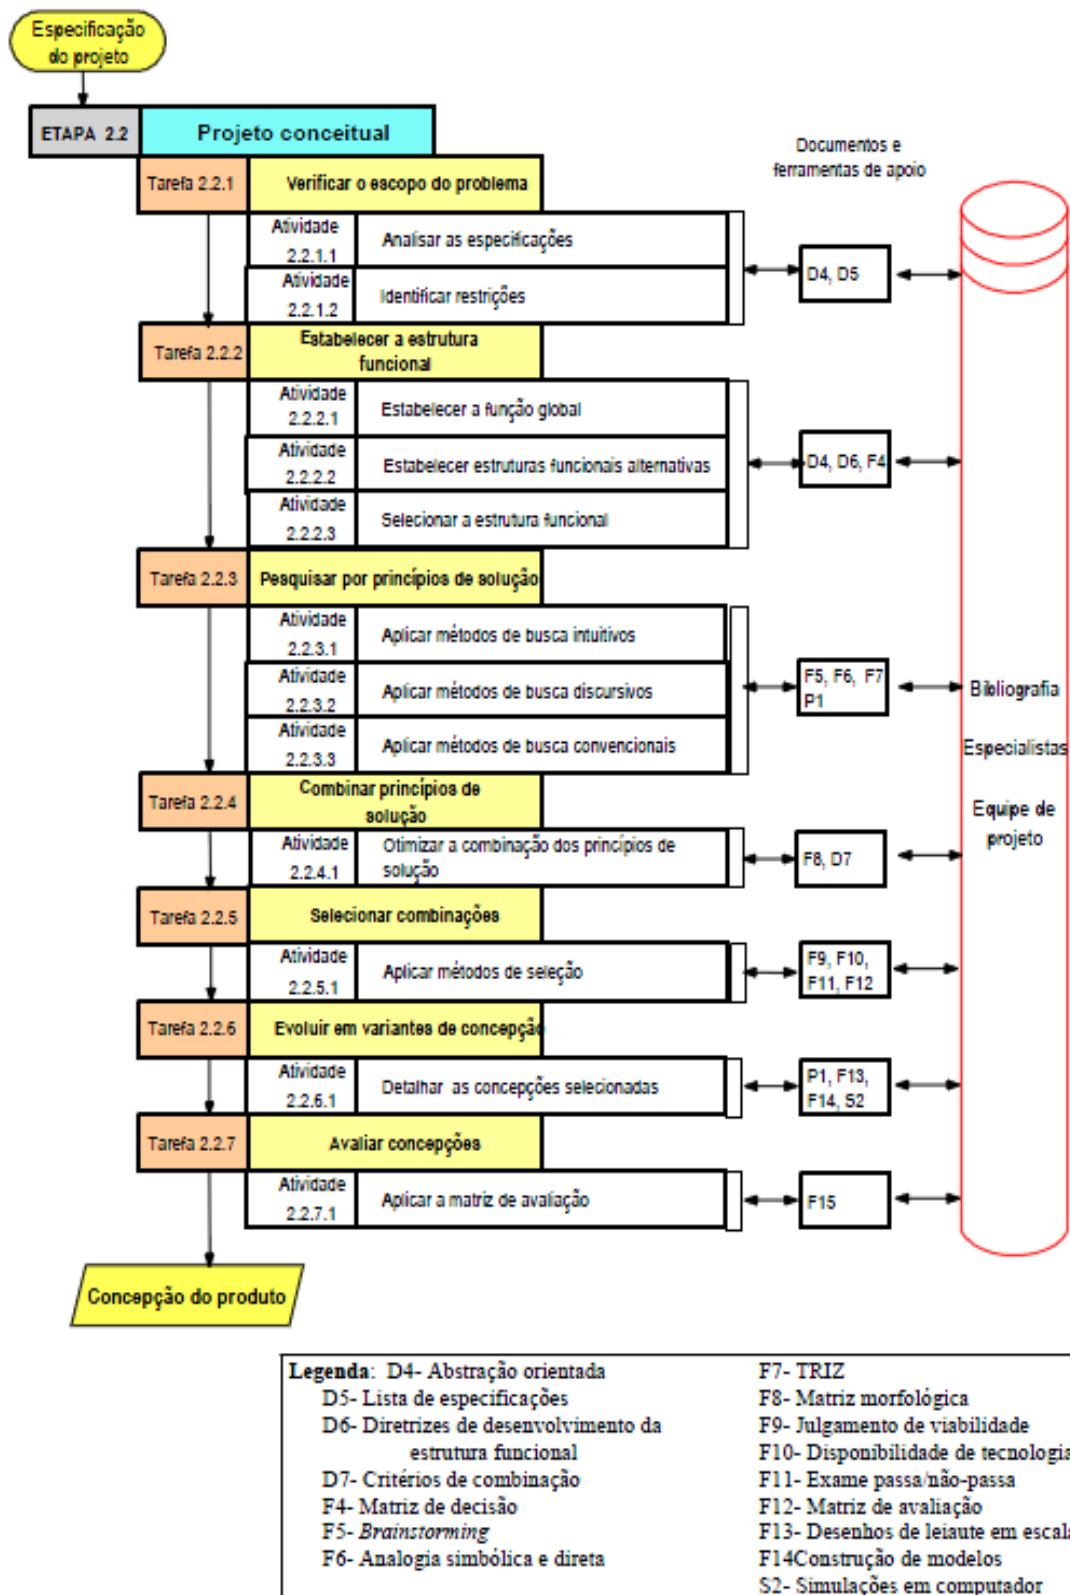 Especificação
do projeto
ETAPA 2.2
Projeto conceitual
Documentos e
ferramentas de apoio
Tarefa 2.2.1
Verificar o escopo do problema
Atividade
2.2.1.1
Analisar as especificações
Atividade
2.2.1.2
Identificar restrições
D4, D5
Tarefa 2.2.2
Estabelecer a estrutura
funcional
Atividade
2.2.2.1
Estabelecer a função global
Atividade
2.2.2.2
Estabelecer estruturas funcionais alternativas
Atividade
2.2.2.3
Selecionar a estrutura funcional
D4, D6, F4
Tarefa 2.2.3
Pesquisar por princípios de solução
Atividade
2.2.3.1
Aplicar métodos de busca intuitivos
Atividade
2.2.3.2
Aplicar métodos de busca discursivos
Atividade
2.2.3.3
Aplicar métodos de busca convencionais
F5, F6, F7
P1
Bibliografia
Especialistas
Equipe de
projeto
Tarefa 2.2.4
Combinar princípios de
solução
Atividade
2.2.4.1
Otimizar a combinação dos princípios de
solução
F8, D7
Tarefa 2.2.5
Selecionar combinações
Atividade
2.2.5.1
Aplicar métodos de seleção
F9, F10,
F11, F12
Tarefa 2.2.6
Evoluir em variantes de concepção
Atividade
2.2.6.1
Detalhar as concepções selecionadas
P1, F13,
F14, S2
Tarefa 2.2.7
Avaliar concepções
Atividade
2.2.7.1
Aplicar a matriz de avaliação
F15
Concepção do produto
Legenda: D4- Abstração orientada
D5- Lista de especificações
D6- Diretrizes de desenvolvimento da
estrutura funcional
D7- Critérios de combinação
F4- Matriz de decisão
F5- Brainstorming
F6- Analogia simbólica e direta
F7- TRIZ
F8- Matriz morfológica
F9- Julgamento de viabilidade
F10- Disponibilidade de tecnologia
F11- Exame passa/não-passa
F12- Matriz de avaliação
F13- Desenhos de leiaute em escala
F14Construção de modelos
S2- Simulações em computador